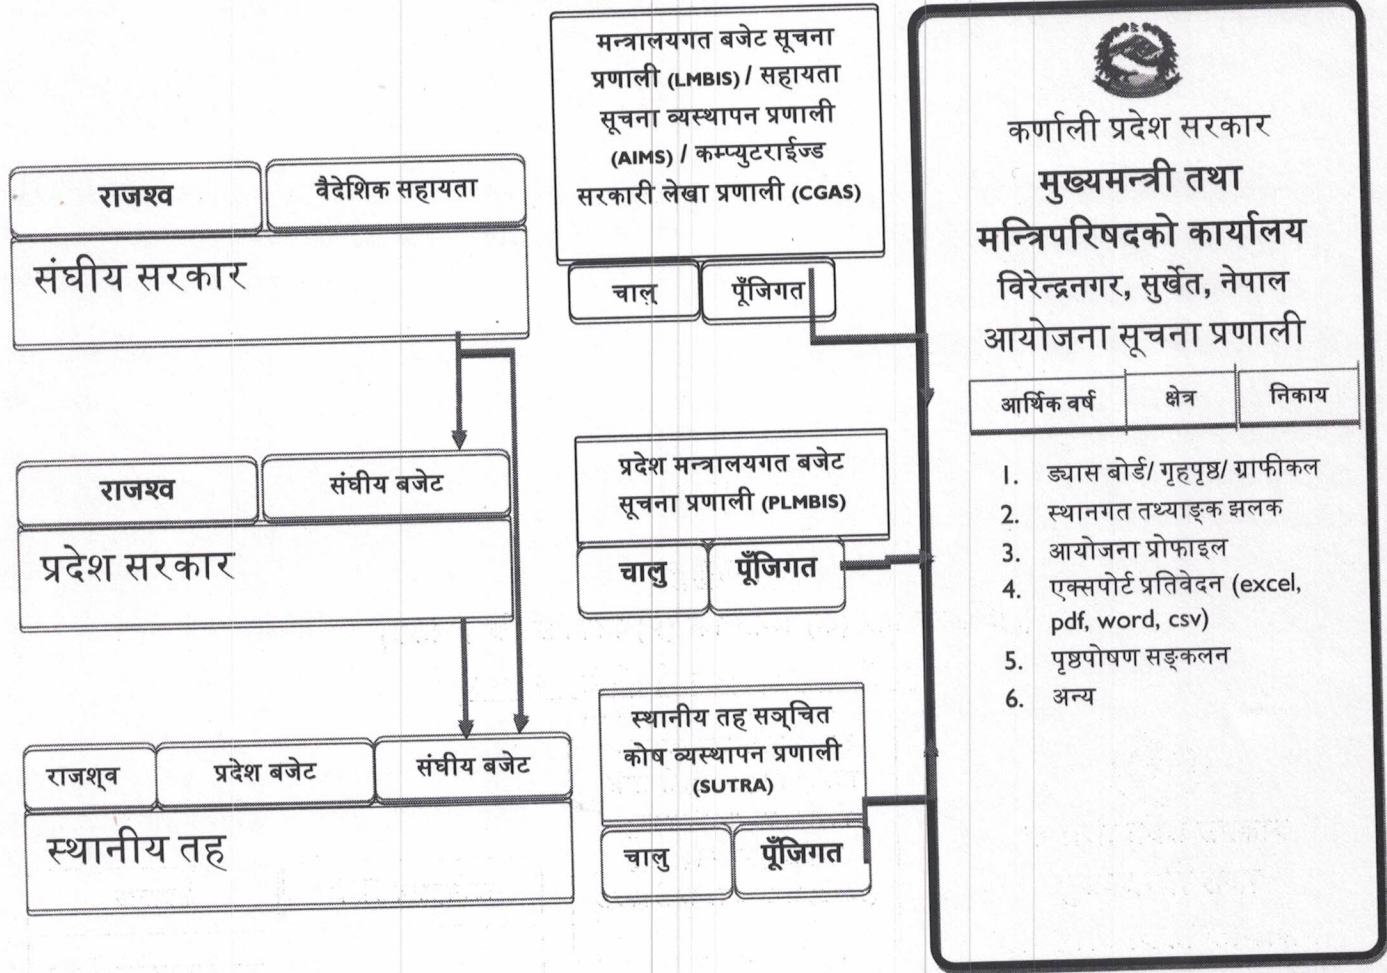 राजश्व
वैदेशिक सहायता
संघीय सरकार
राजश्व
संघीय बजेट
प्रदेश सरकार
राजश्व
प्रदेश बजेट
संघीय बजेट
स्थानीय तह
मन्त्रालयगत बजेट सूचना
प्रणाली (LMBIS) / सहायता
सूचना व्यस्थापन प्रणाली
(AIMS) / कम्प्युटराईज्ड
सरकारी लेखा प्रणाली (CGAS)
चालु
पूँजिगत
प्रदेश मन्त्रालयगत बजेट
सूचना प्रणाली (PLMBIS)
चालु
पूँजिगत
स्थानीय तह सञ्चित
कोष व्यस्थापन प्रणाली
(SUTRA)
चालु
पूँजिगत
कर्णाली प्रदेश सरकार
मुख्यमन्त्री तथा
मन्त्रिपरिषदको कार्यालय
विरेन्द्रनगर, सुर्खेत, नेपाल
आयोजना सूचना प्रणाली
आर्थिक वर्ष
क्षेत्र
निकाय
1. ड्यास बोर्ड/ गृहपृष्ठ/ ग्राफीकल
2. स्थानगत तथ्याङ्क झलक
3. आयोजना प्रोफाइल
4. एक्सपोर्ट प्रतिवेदन (excel,
pdf, word, csv)
5. पृष्ठपोषण सङ्कलन
6. अन्य